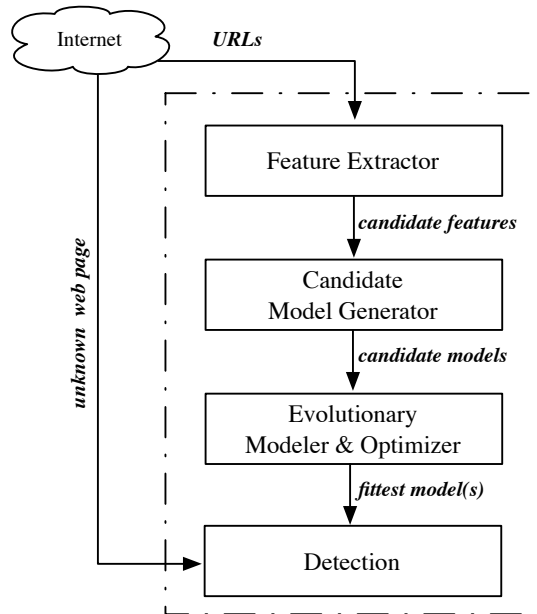 Internet
URLs
Feature Extractor
candidate features
Candidate
Model Generator
candidate models
Evolutionary
Modeler & Optimizer
fittest model(s)
Detection
unknown web page